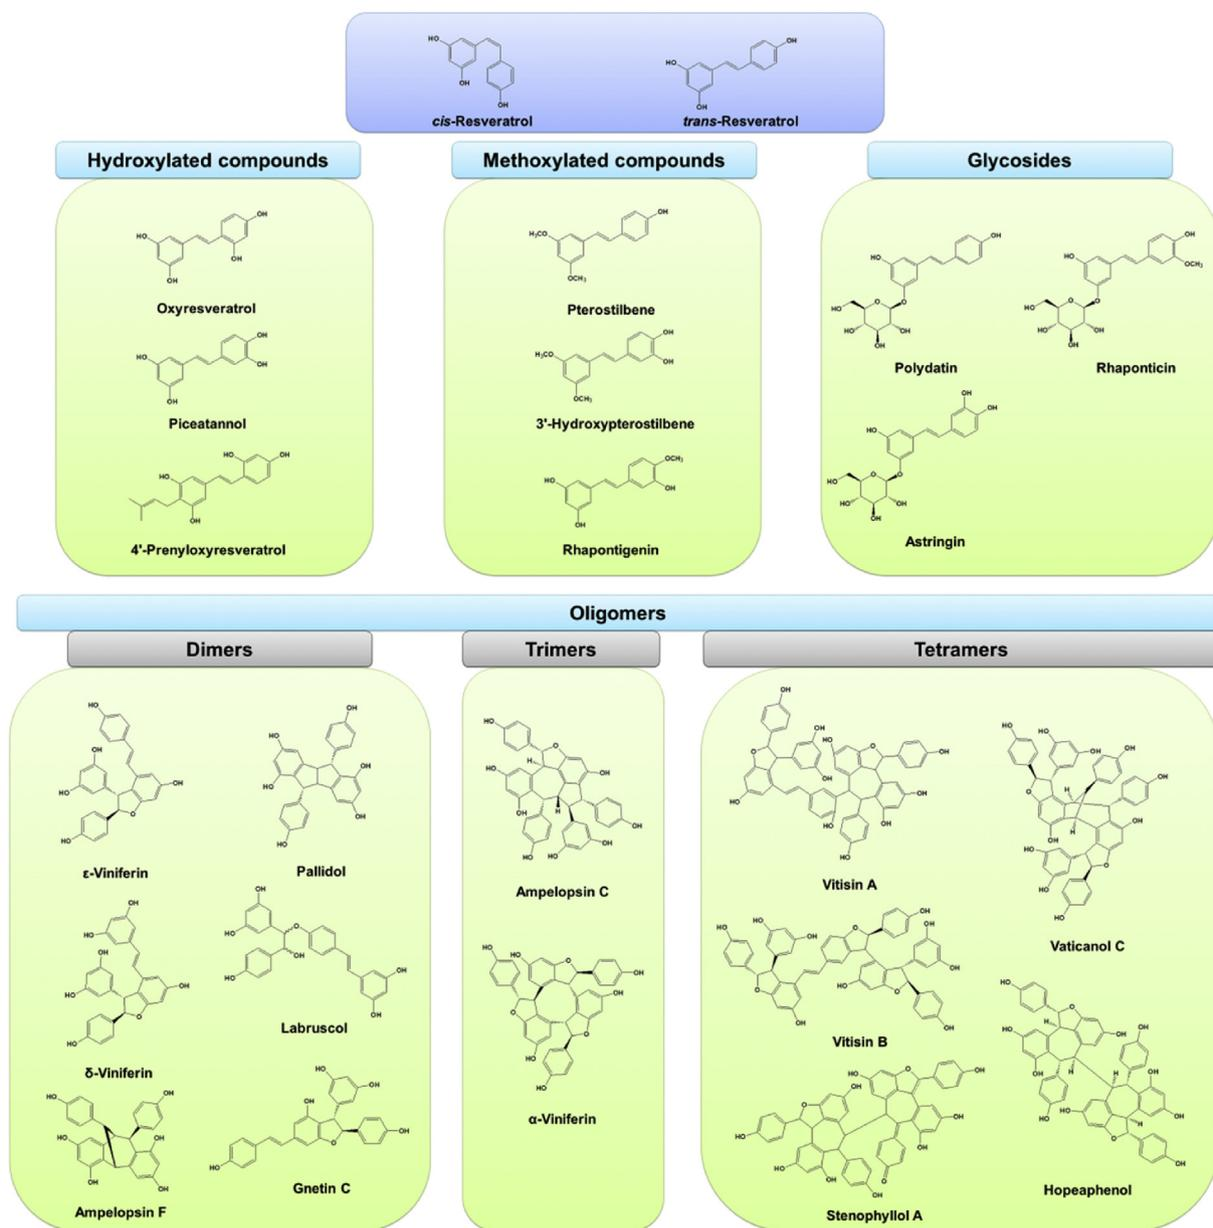 cis-Resveratrol
trans-Resveratrol
Hydroxylated compounds
Methoxylated compounds
Glycosides
Oxyresveratrol
Piceatannol
4'-Prenyloxyresveratrol
Pterostilbene
3'-Hydroxypterostilbene
Rhapontigenin
Polydatin
Rhaponticin
Astringin
Oligomers
Dimers
Trimers
Tetramers
ε-Viniferin
Pallidol
δ-Viniferin
Labruscol
Ampelopsin F
Gnetin C
Ampelopsin C
α-Viniferin
Vitisin A
Vaticanol C
Vitisin B
Stenophyllol A
Hopeaphenol